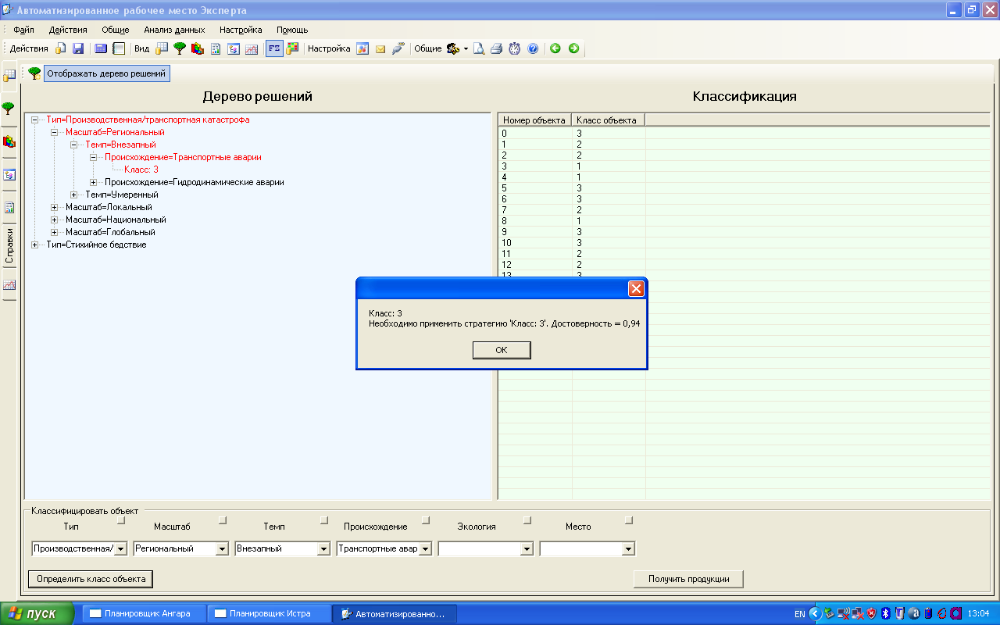 Автоматизированное рабочее место Эксперта
Файл Действия Общие Анализ данных Настройка Помощь
Действия Вид FZ Настройка Общие
Отображать дерево решений
Дерево решений
Тип=Производственная/транспортная катастрофа
Масштаб=Региональный
Темп=Внезапный
Происхождение=Транспортные аварии
Класс: 3
Происхождение=Гидродинамические аварии
Темп=Умеренный
Масштаб=Локальный
Масштаб=Национальный
Масштаб=Глобальный
Тип=Стихийное бедствие
Справки
Классификация
Номер объекта Класс объекта
0 3
1 2
2 2
3 1
4 1
5 3
6 3
7 2
8 1
9 3
10 3
11 2
12 2
13 3
Класс: 3
Необходимо применить стратегию 'Класс: 3'. Достоверность = 0,94
ОК
Классифицировать объект
Тип Масштаб Темп Происхождение Экология Место
Производственная/ Региональный Внезапный Транспортные авар
Определить класс объекта Получить продукции
пуск Планировщик Ангара Планировщик Истра Автоматизированно... EN 13:04